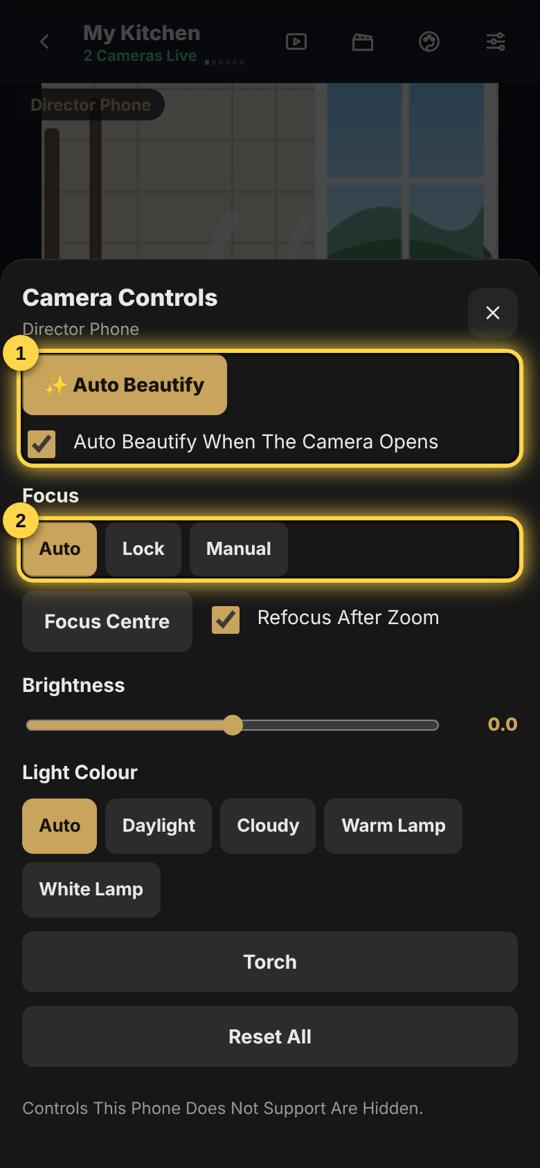 My Kitchen
2 Cameras Live
Director Phone
Camera Controls
Director Phone
1
✨ Auto Beautify
Auto Beautify When The Camera Opens
Focus
2
Auto Lock Manual
Focus Centre Refocus After Zoom
Brightness
0.0
Light Colour
Auto Daylight Cloudy Warm Lamp
White Lamp
Torch
Reset All
Controls This Phone Does Not Support Are Hidden.